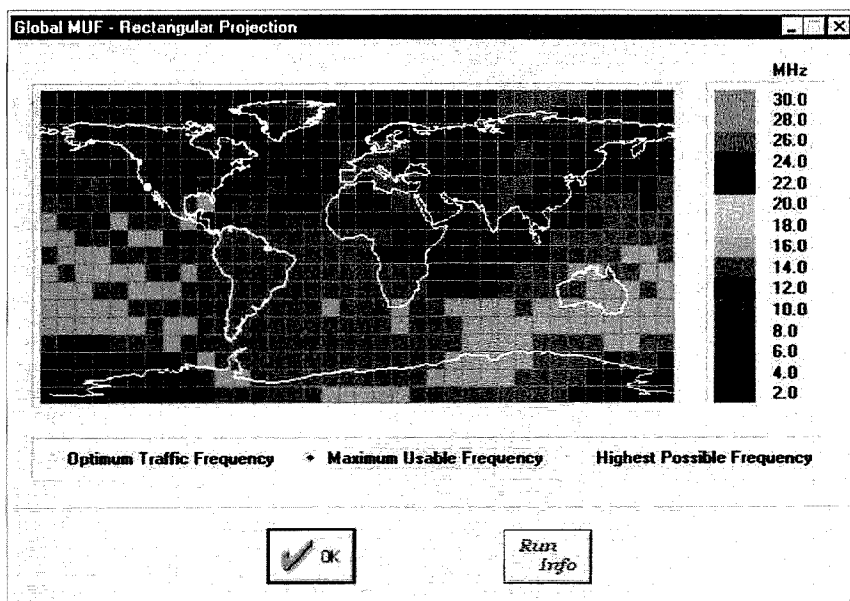 Global MUF - Rectangular Projection
MHz
30.0
28.0
26.0
24.0
22.0
20.0
18.0
16.0
14.0
12.0
10.0
8.0
6.0
4.0
2.0
Optimum Traffic Frequency
Maximum Usable Frequency
Highest Possible Frequency
OK
Run
Info